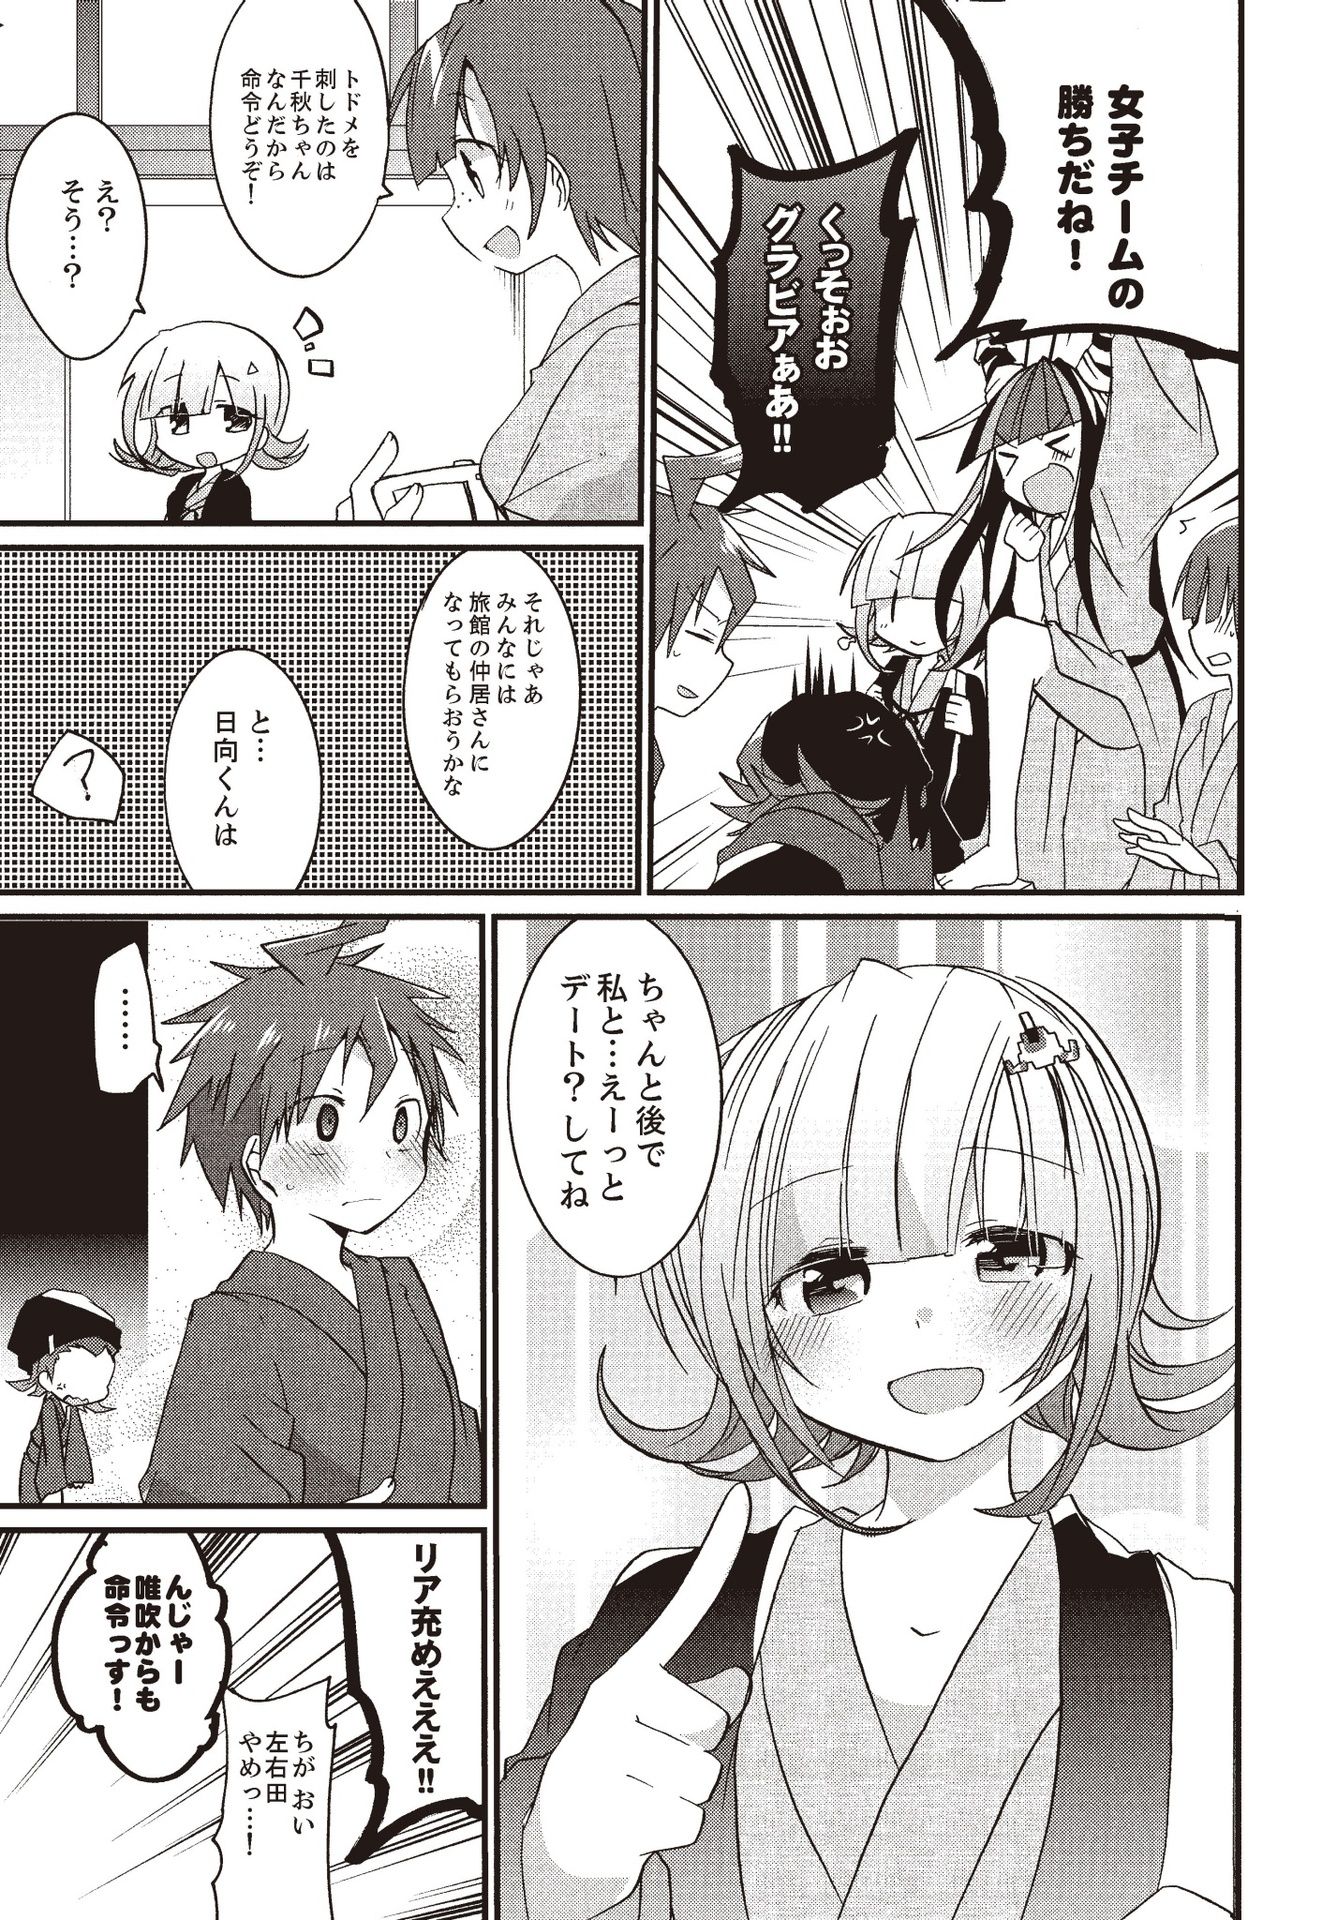 女子チームの
勝ちだね！
くっそぉお
グラビアぁあ!!
トドメを
刺したのは
千秋ちゃん
なんだから
命令どうぞ！
え？
そう…？
それじゃあ
みんなには
旅館の仲居さんに
なってもらおうかな
と…
日向くんは
？
ちゃんと後で
私と…えーっと
デート？してね
……
リア充めえええ!!
ちがおい
左右田
やめっ…！
んじゃー
唯吹からも
命令っす！